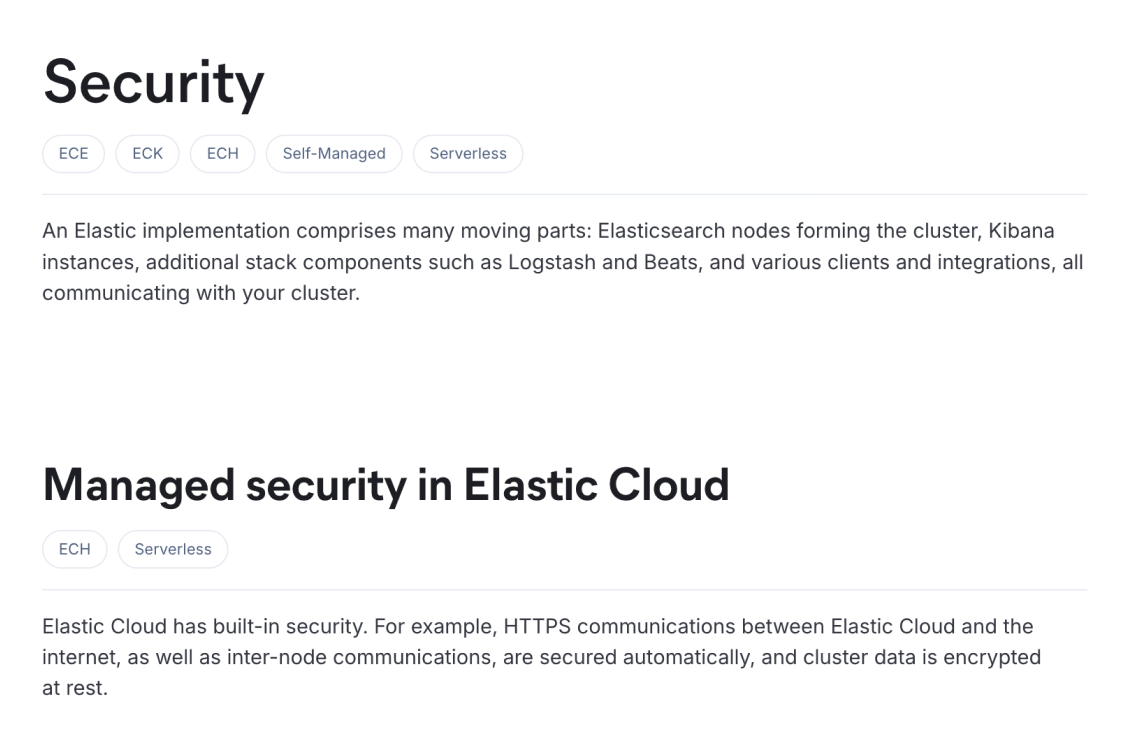 Security
ECE ECK ECH Self-Managed Serverless
An Elastic implementation comprises many moving parts: Elasticsearch nodes forming the cluster, Kibana
instances, additional stack components such as Logstash and Beats, and various clients and integrations, all
communicating with your cluster.
Managed security in Elastic Cloud
ECH Serverless
Elastic Cloud has built-in security. For example, HTTPS communications between Elastic Cloud and the
internet, as well as inter-node communications, are secured automatically, and cluster data is encrypted
at rest.